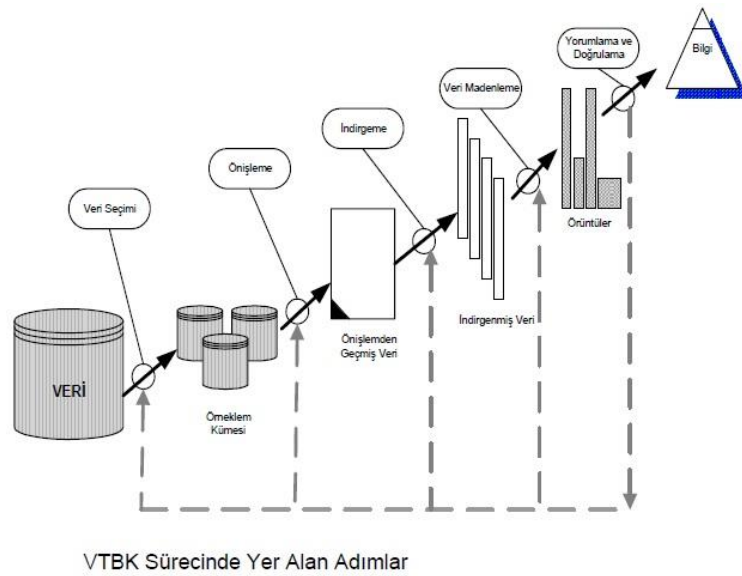 Yorumlama ve
Doğrulama
Bilgi
Veri Madenleme
İndirgeme
Önişleme
Veri Seçimi
Örüntüler
İndirgenmiş Veri
Önişlemden
Geçmiş Veri
VERİ
Örneklem
Kümesi
VTBK Sürecinde Yer Alan Adımlar